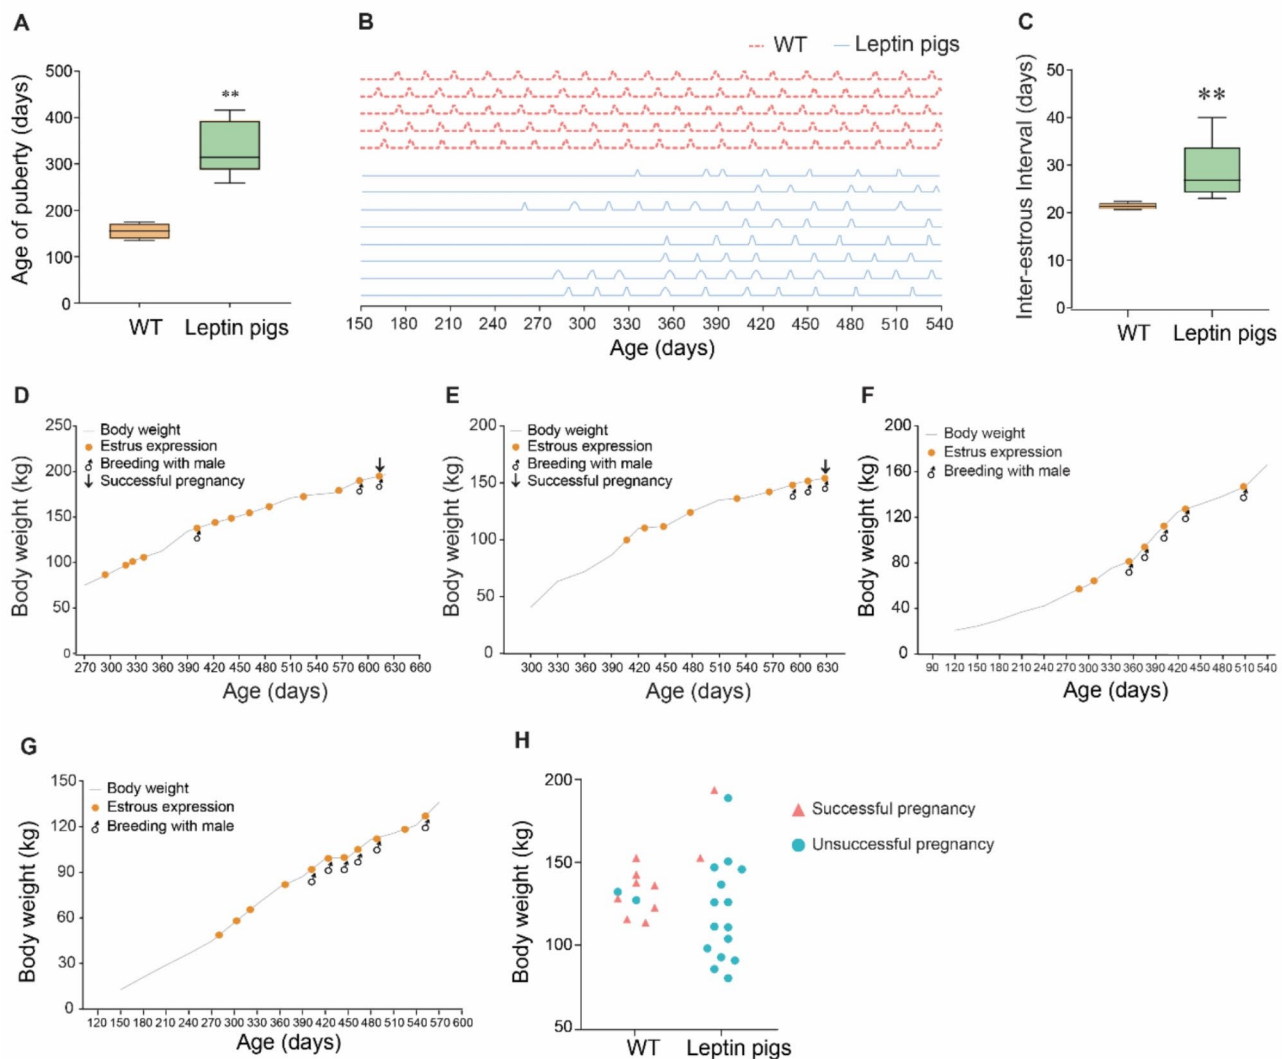 A
Age of puberty (days)
500
400
300
200
100
0
**
WT Leptin pigs
B
WT Leptin pigs
150 180 210 240 270 300 330 360 390 420 450 480 510 540
Age (days)
C
Inter-estrous Interval (days)
50
40
30
20
10
0
**
WT Leptin pigs
D
Body weight (kg)
250
200
150
100
50
0
Body weight
Estrus expression
Breeding with male
Successful pregnancy
270 300 330 360 390 420 450 480 510 540 570 600 630 660
Age (days)
E
Body weight (kg)
200
150
100
50
0
Body weight
Estrous expression
Breeding with male
Successful pregnancy
300 330 360 390 420 450 480 510 540 570 600 630
Age (days)
F
Body weight (kg)
200
160
120
80
40
0
Body weight
Estrus expression
Breeding with male
90 120 150 180 210 240 270 300 330 360 390 420 450 480 510 540
Age (days)
G
Body weight (kg)
150
120
90
60
30
0
Body weight
Estrous expression
Breeding with male
120 150 180 210 240 270 300 330 360 390 420 450 480 510 540 570 600
Age (days)
H
Body weight (kg)
200
150
100
50
Successful pregnancy
Unsuccessful pregnancy
WT Leptin pigs